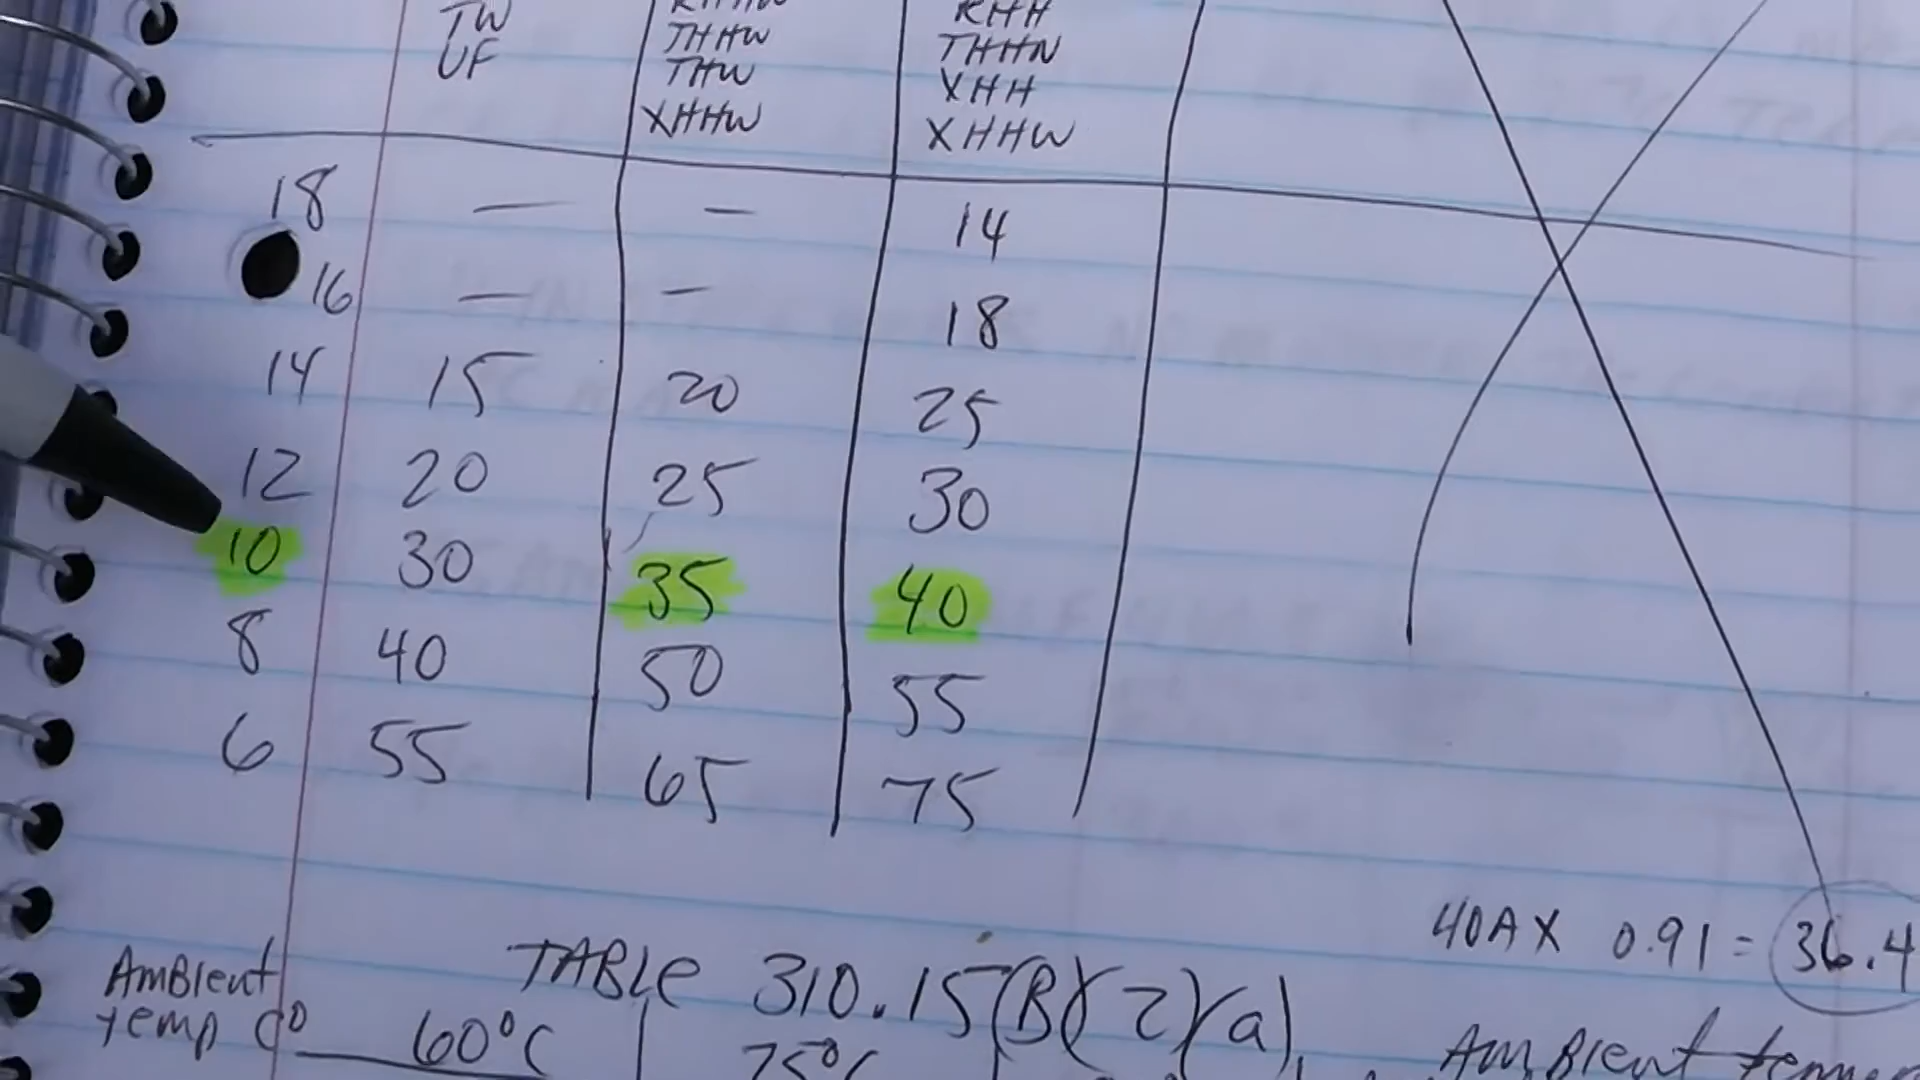 TW RHHW RHH
UF THHW THHN
THW XHH
XHHW XHHW
18 — — 14
16 — — 18
14 15 20 25
12 20 25 30
10 30 35 40
8 40 50 55
6 55 65 75
40A X 0.91 = 36.4
TABLE 310.15(B)(2)(a)
Ambient
temp C° 60°C 75°C
Ambient